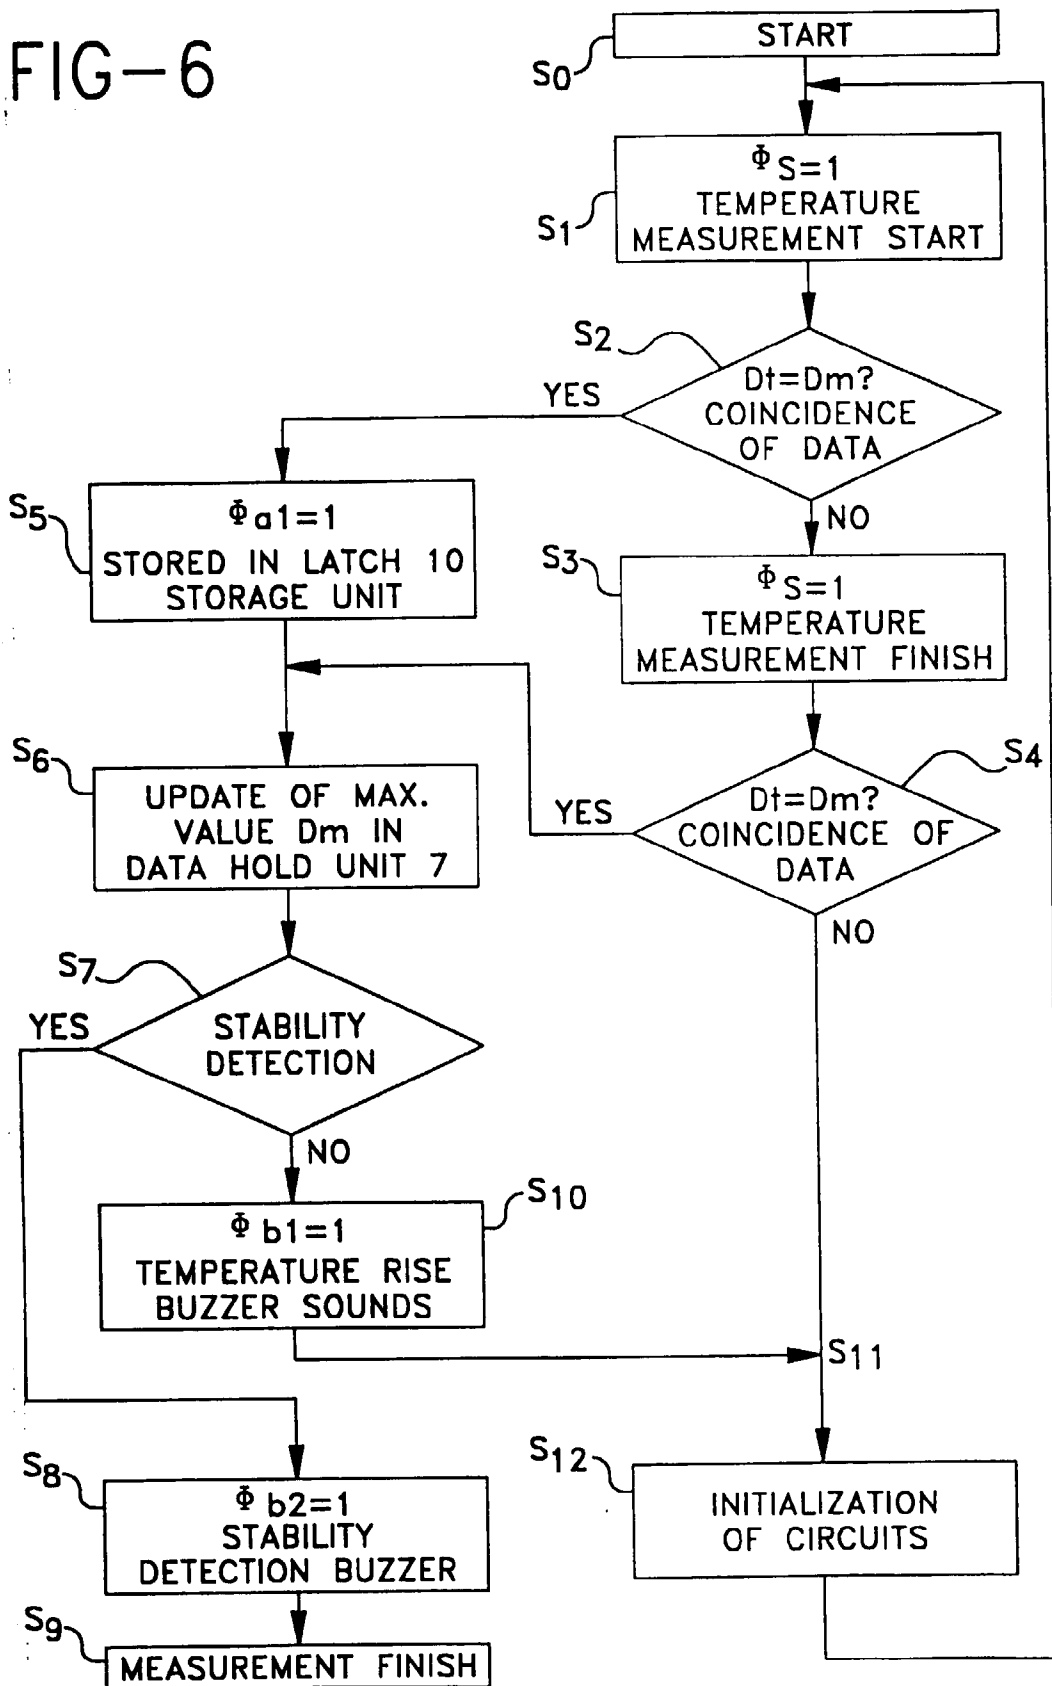 FIG-6
S0
START
S1
ΦS=1
TEMPERATURE
MEASUREMENT START
S2
Dt=Dm?
COINCIDENCE
OF DATA
YES
NO
S5
Φa1=1
STORED IN LATCH 10
STORAGE UNIT
S3
ΦS=1
TEMPERATURE
MEASUREMENT FINISH
S4
Dt=Dm?
COINCIDENCE OF
DATA
YES
NO
S6
UPDATE OF MAX.
VALUE Dm IN
DATA HOLD UNIT 7
S7
STABILITY
DETECTION
YES
NO
S10
Φb1=1
TEMPERATURE RISE
BUZZER SOUNDS
S11
S8
Φb2=1
STABILITY
DETECTION BUZZER
S12
INITIALIZATION
OF CIRCUITS
S9
MEASUREMENT FINISH